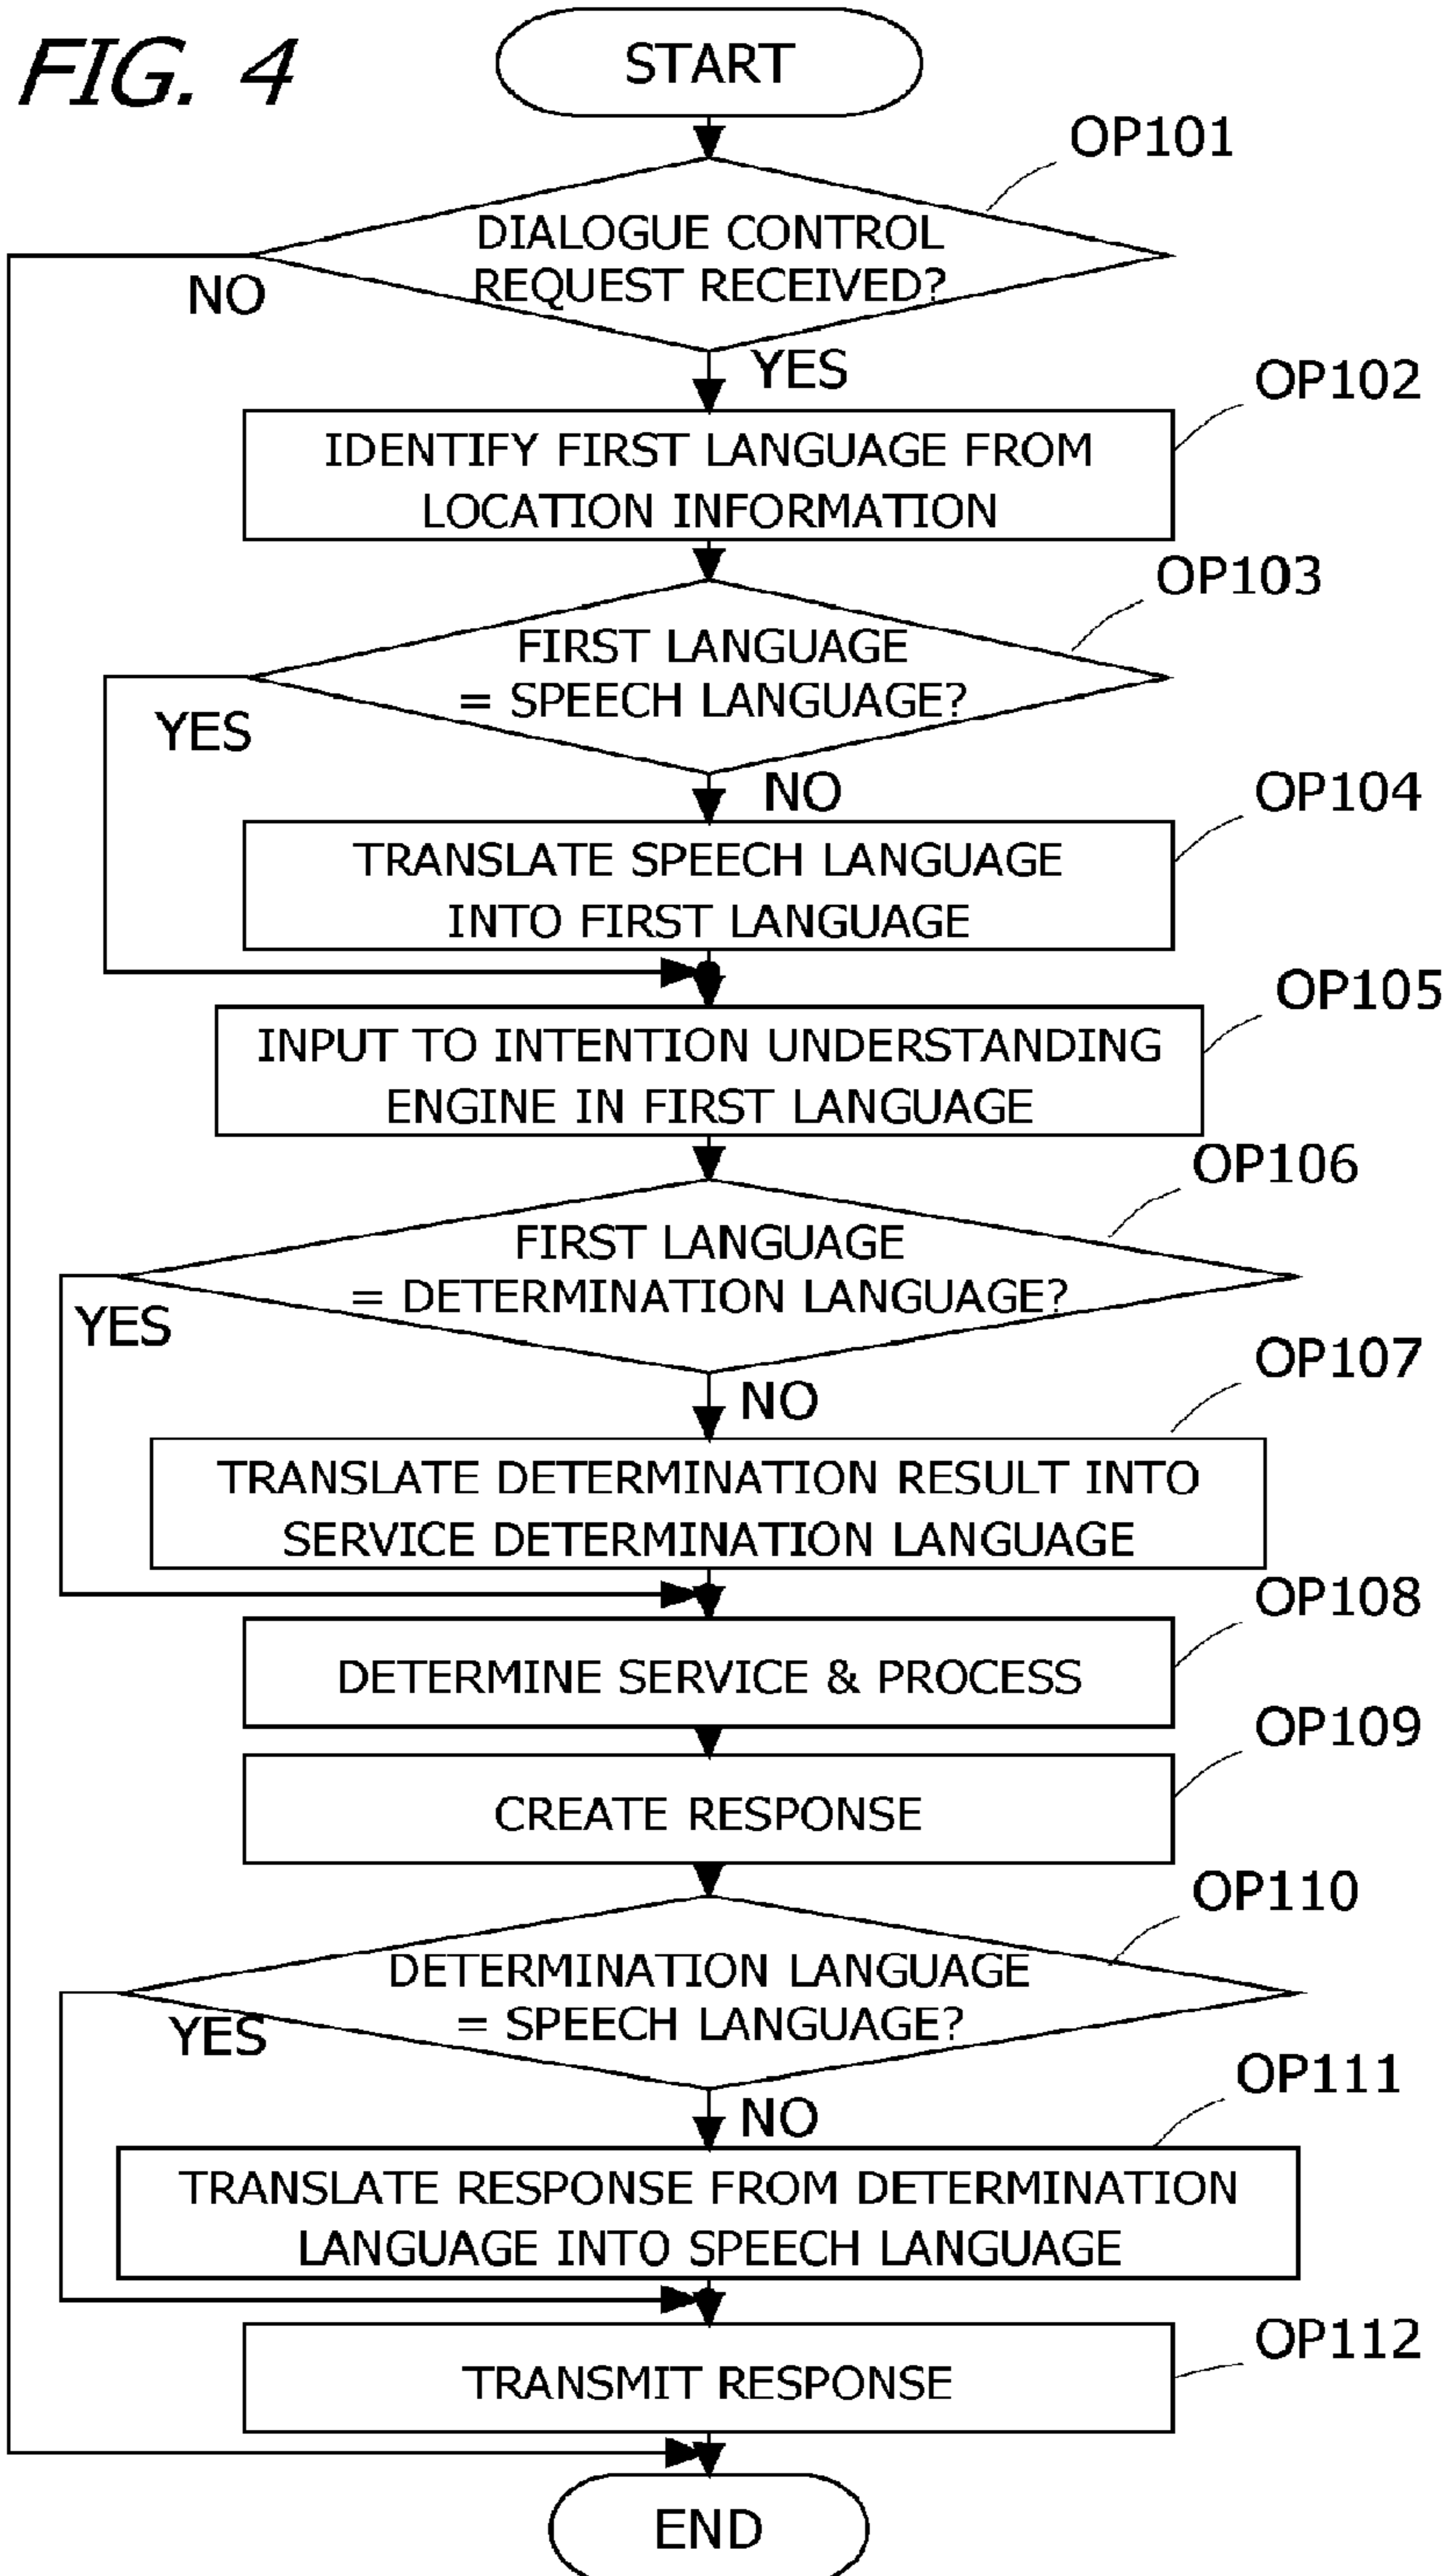 FIG. 4
START
OP101
DIALOGUE CONTROL
REQUEST RECEIVED?
NO
YES
OP102
IDENTIFY FIRST LANGUAGE FROM
LOCATION INFORMATION
OP103
FIRST LANGUAGE
= SPEECH LANGUAGE?
YES
NO
OP104
TRANSLATE SPEECH LANGUAGE
INTO FIRST LANGUAGE
OP105
INPUT TO INTENTION UNDERSTANDING
ENGINE IN FIRST LANGUAGE
OP106
FIRST LANGUAGE
= DETERMINATION LANGUAGE?
YES
NO
OP107
TRANSLATE DETERMINATION RESULT INTO
SERVICE DETERMINATION LANGUAGE
OP108
DETERMINE SERVICE & PROCESS
OP109
CREATE RESPONSE
OP110
DETERMINATION LANGUAGE
= SPEECH LANGUAGE?
YES
NO
OP111
TRANSLATE RESPONSE FROM DETERMINATION
LANGUAGE INTO SPEECH LANGUAGE
OP112
TRANSMIT RESPONSE
END